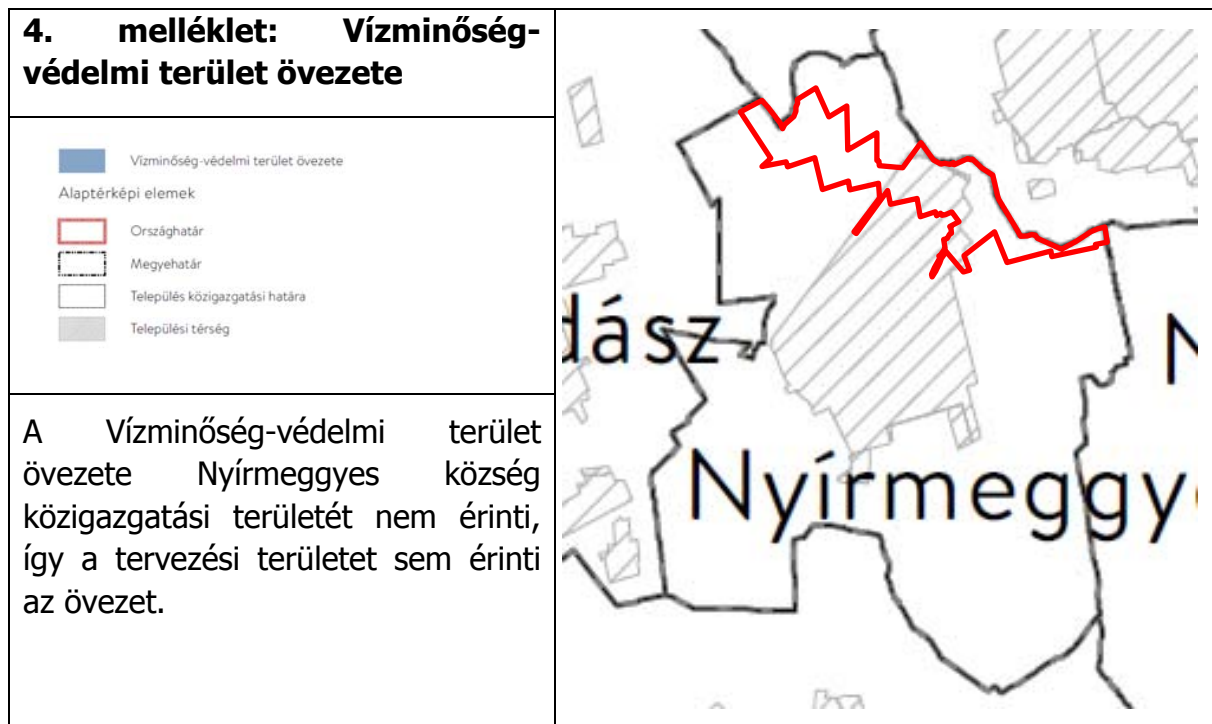 4. melléklet: Vízminőség-
védelmi terület övezete
Vízminőség-védelmi terület övezete
Alaptérképi elemek
Országhatár
Megyehatár
Település közigazgatási határa
Települési térség
A Vízminőség-védelmi terület
övezete Nyírmeggyes község
közigazgatási területét nem érinti,
így a tervezési területet sem érinti
az övezet.
dász
N
Nyírmeggye